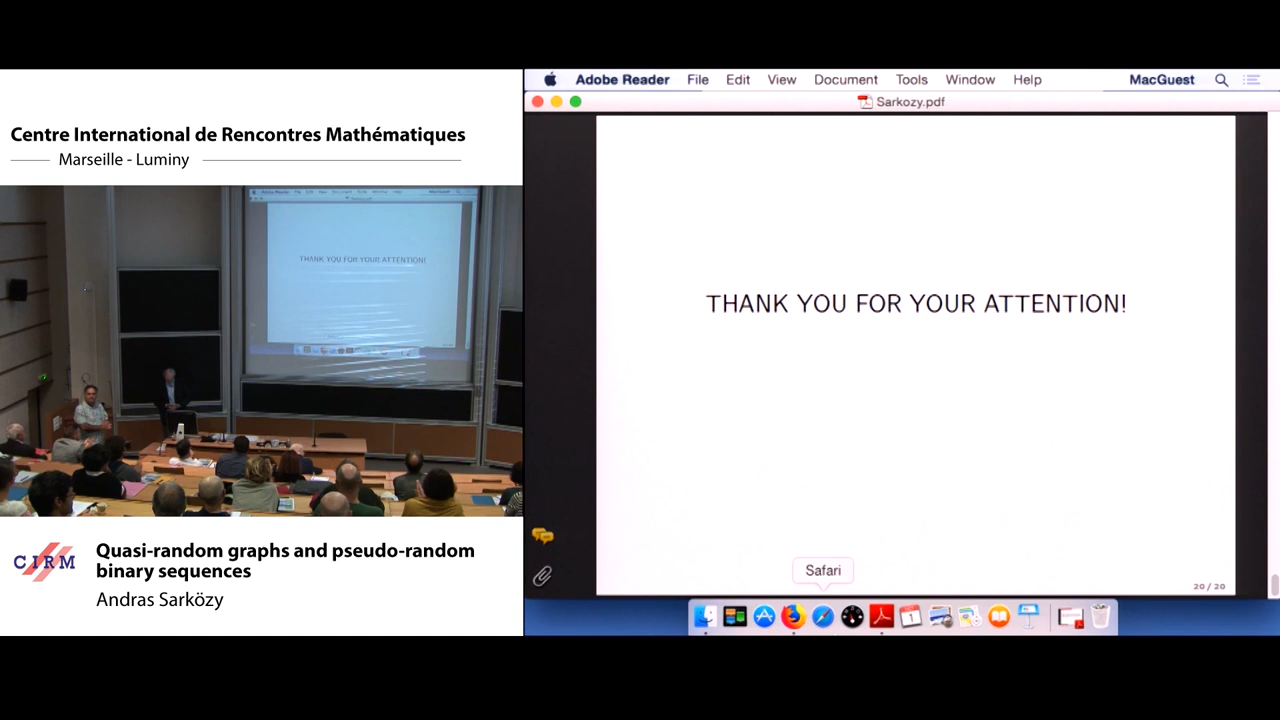 Centre International de Rencontres Mathématiques
Marseille - Luminy
THANK YOU FOR YOUR ATTENTION!
CIRM
Quasi-random graphs and pseudo-random
binary sequences
Andras Sarközy
Adobe Reader File Edit View Document Tools Window Help MacGuest
Sarkozy.pdf
THANK YOU FOR YOUR ATTENTION!
20 / 20
Safari
1